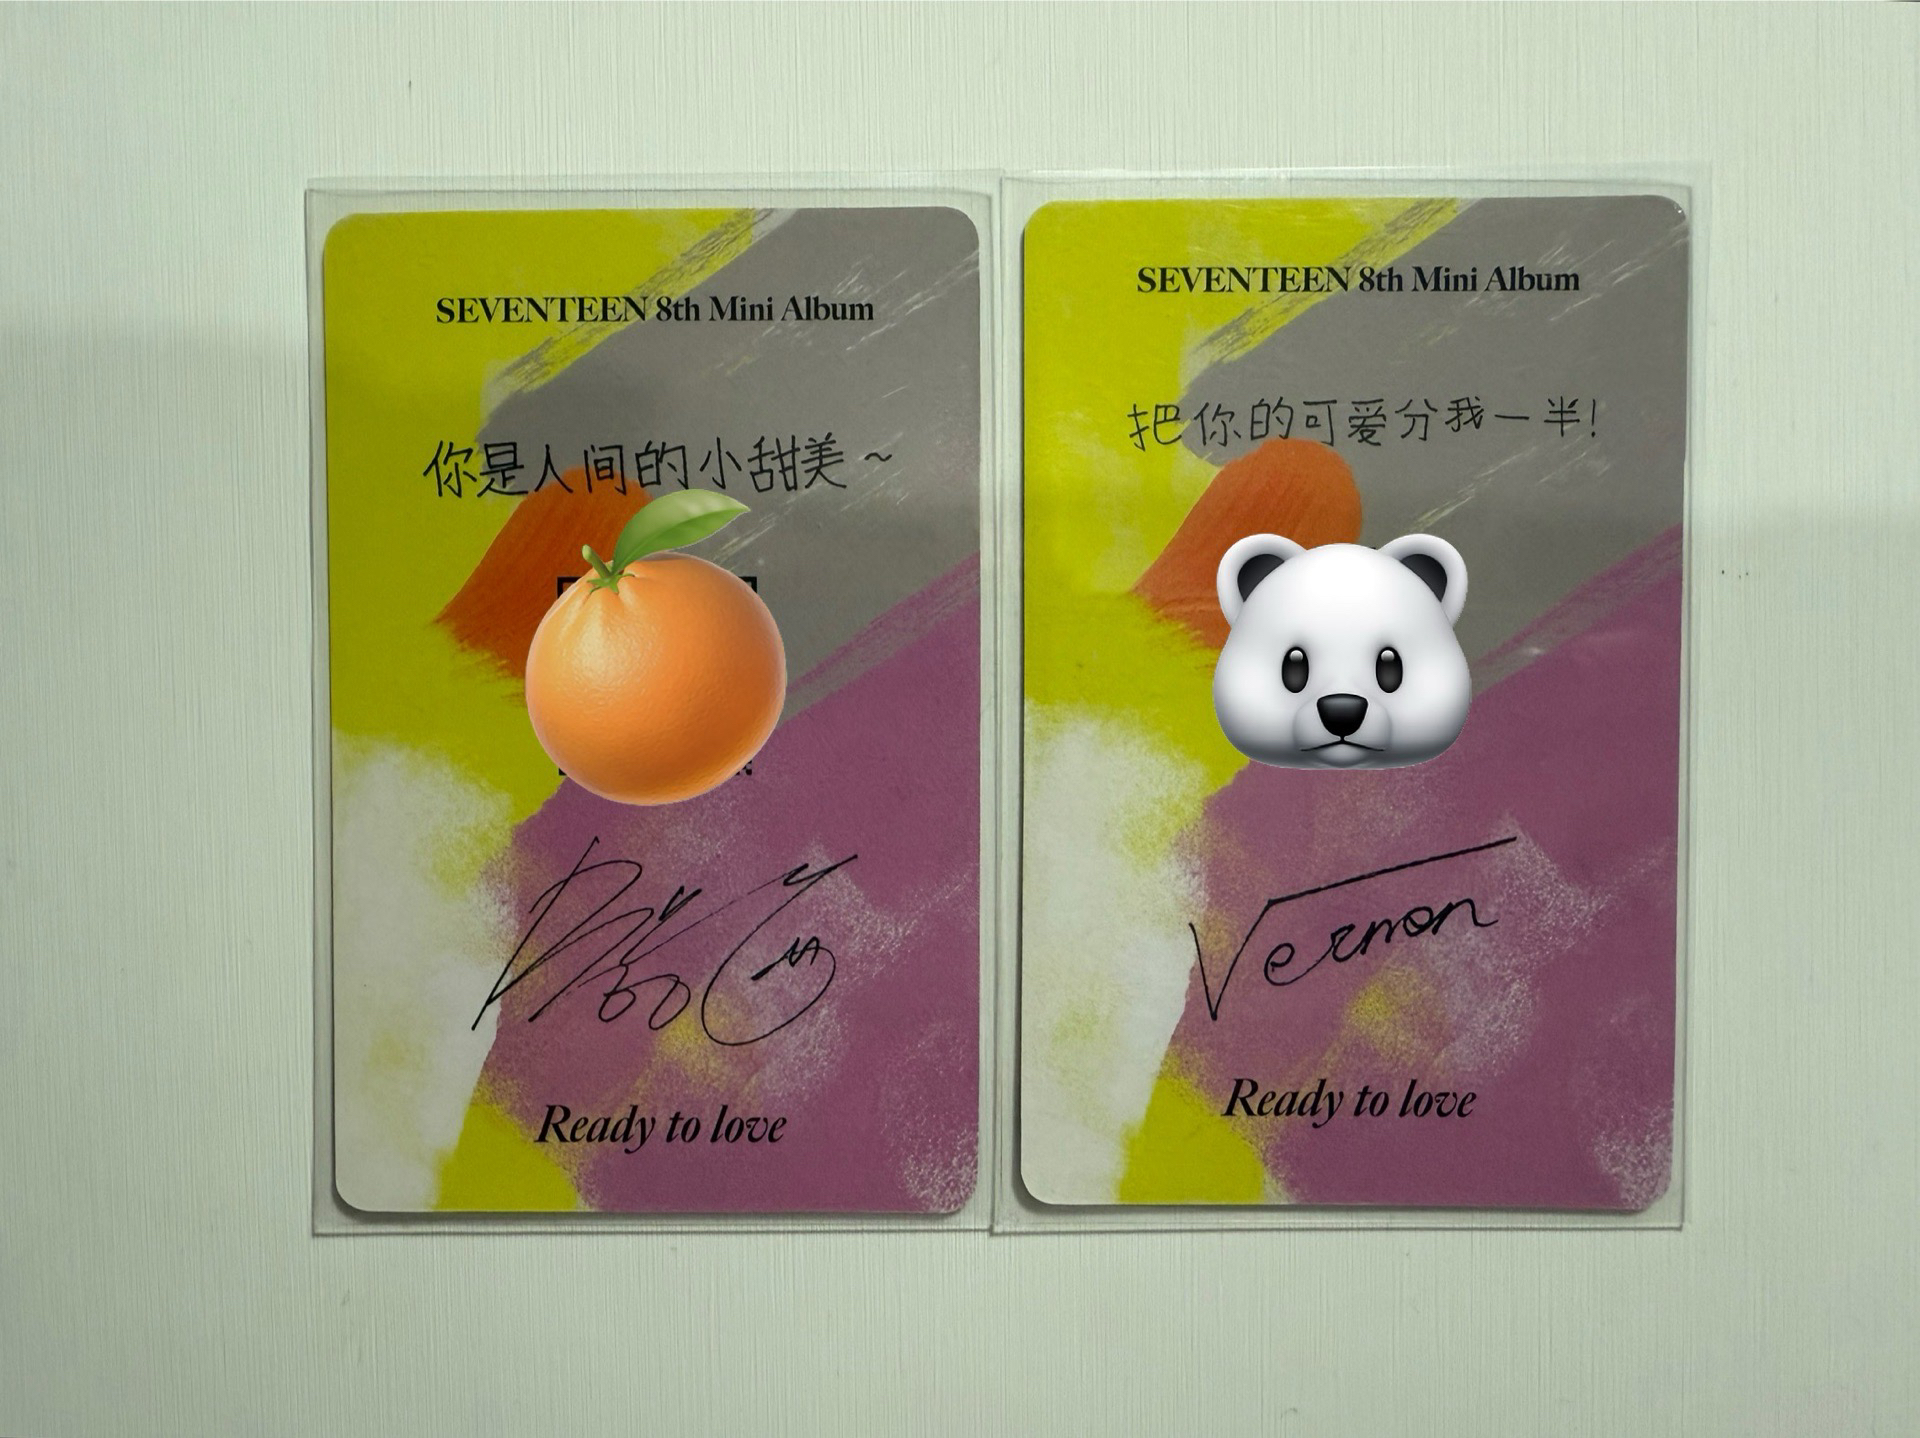 SEVENTEEN 8th Mini Album
你是人间的小甜美~
Ready to love
SEVENTEEN 8th Mini Album
把你的可爱分我一半!
Vernon
Ready to love